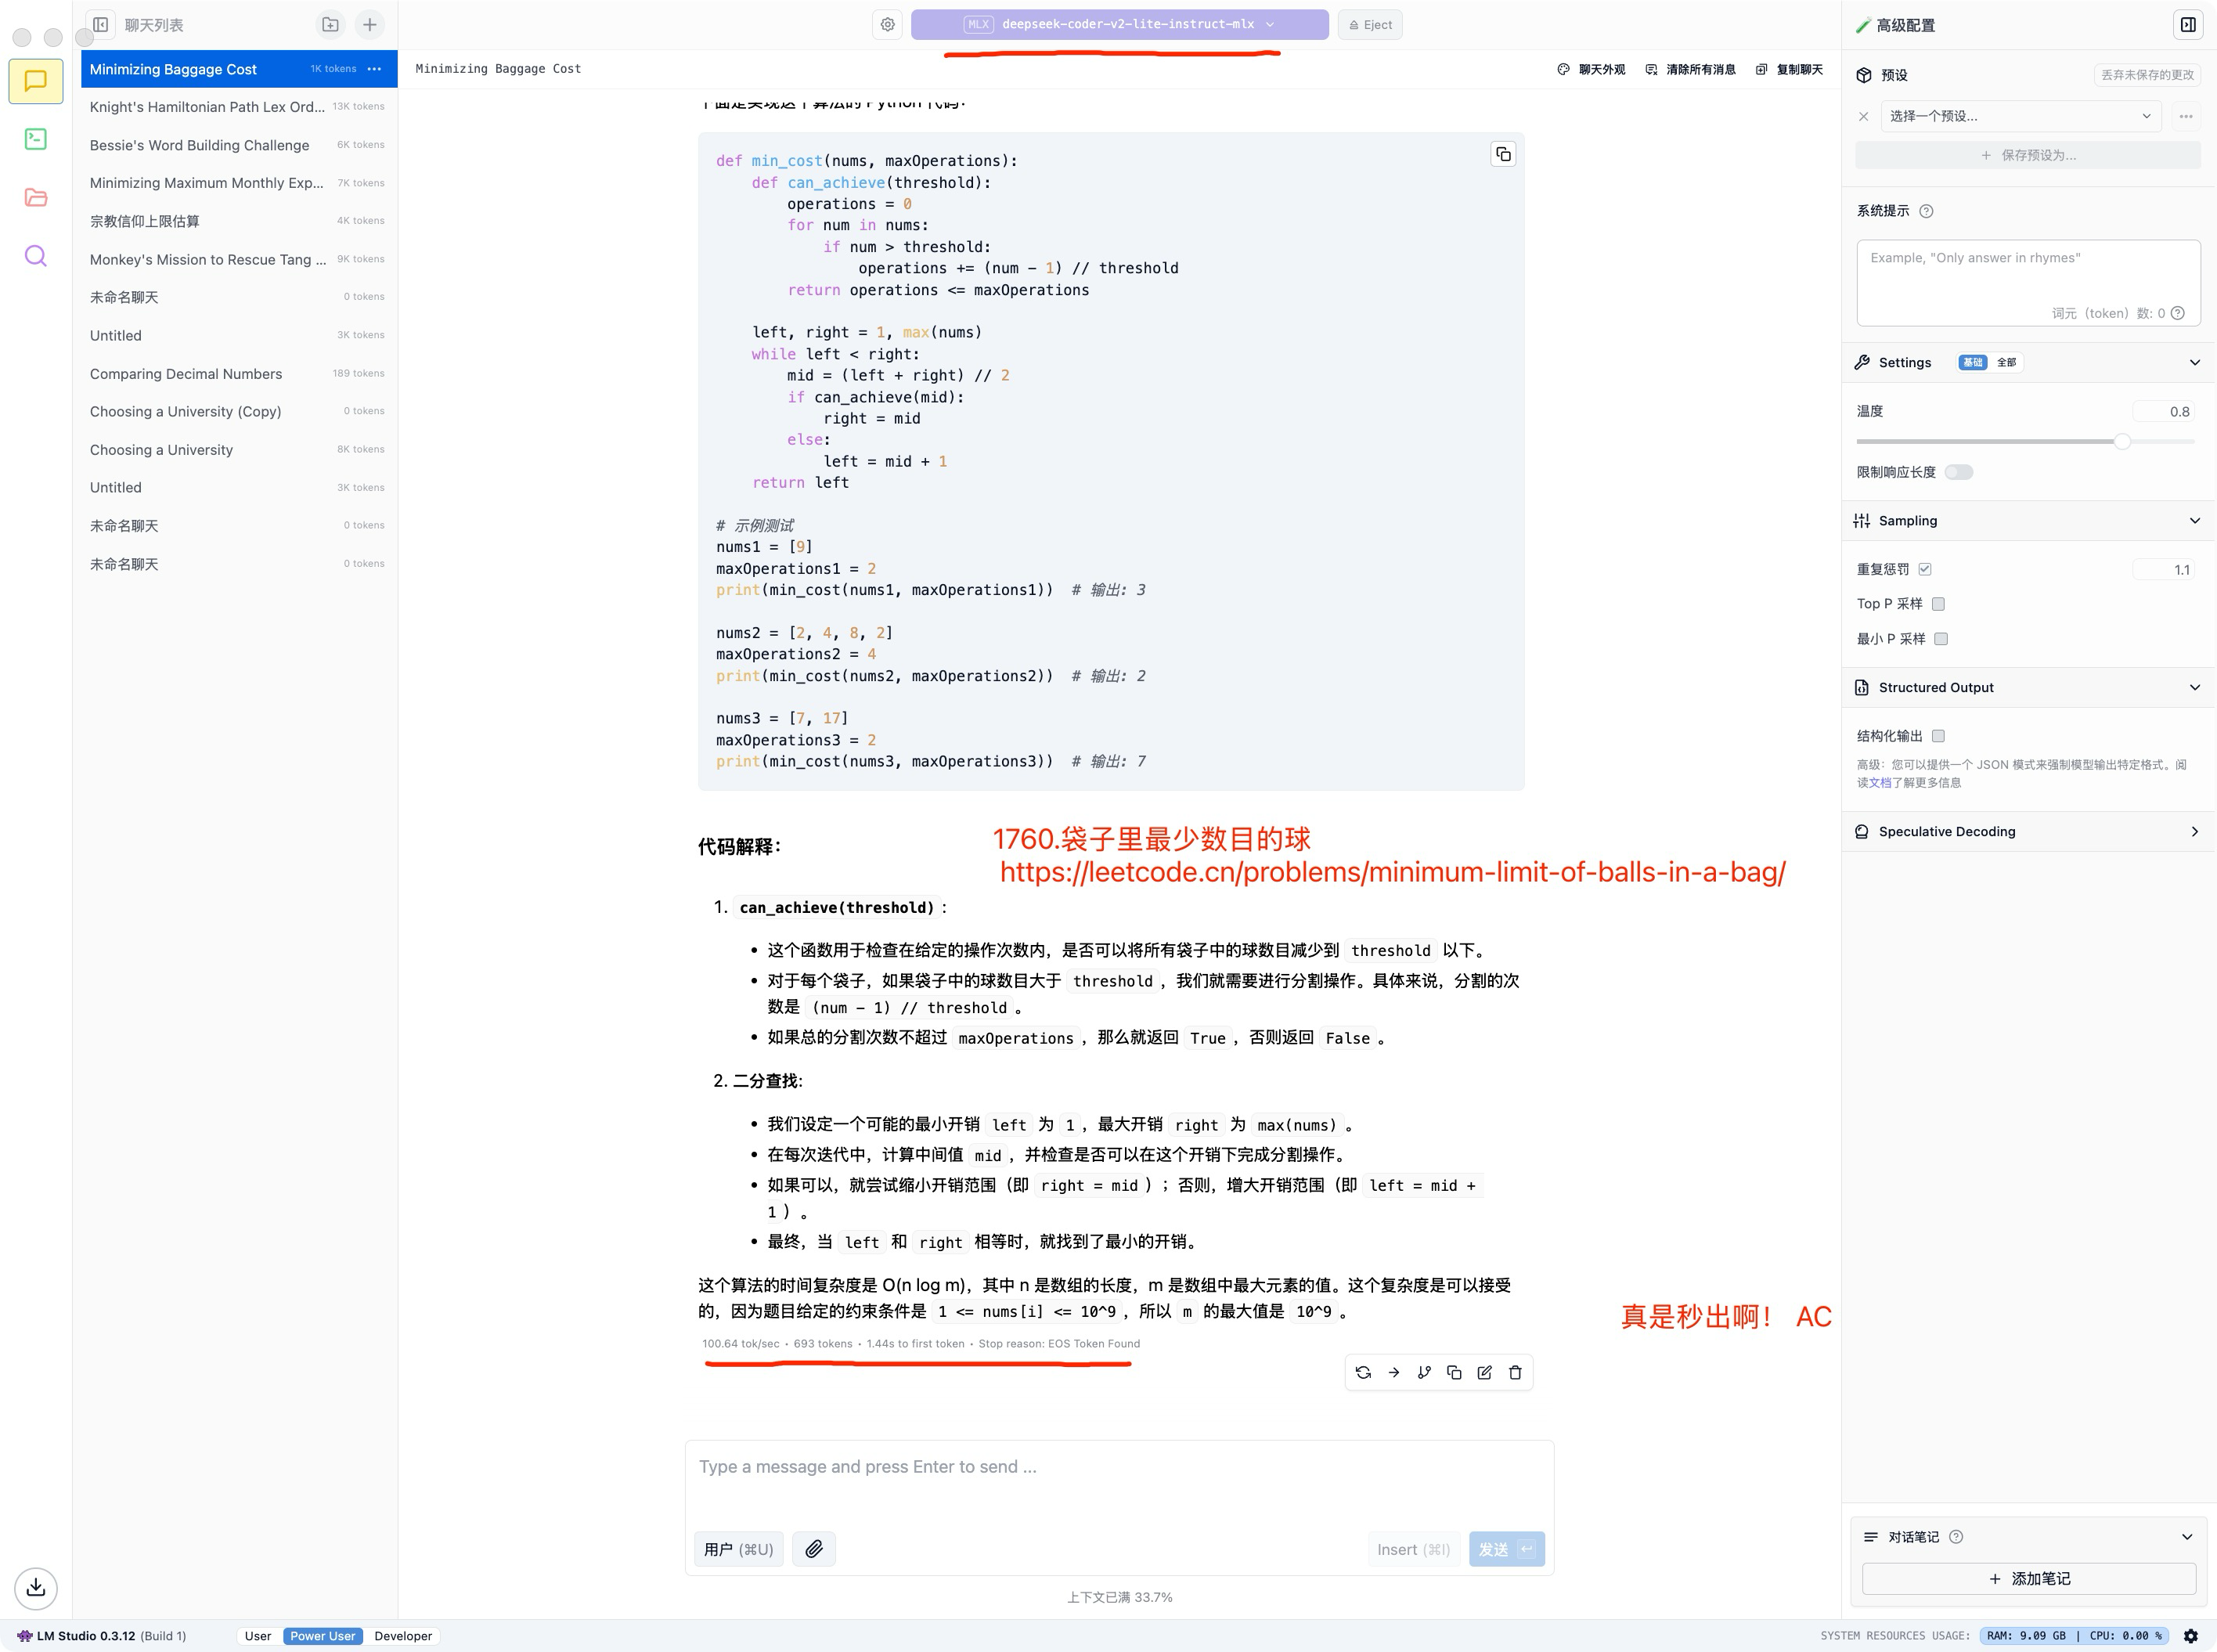 聊天列表
Minimizing Baggage Cost 1K tokens
Knight's Hamiltonian Path Lex Ord... 13K tokens
Bessie's Word Building Challenge 6K tokens
Minimizing Maximum Monthly Exp... 7K tokens
宗教信仰上限估算 4K tokens
Monkey's Mission to Rescue Tang ... 9K tokens
未命名聊天 0 tokens
Untitled 3K tokens
Comparing Decimal Numbers 189 tokens
Choosing a University (Copy) 0 tokens
Choosing a University 8K tokens
Untitled 3K tokens
未命名聊天 0 tokens
未命名聊天 0 tokens
MLX deepseek-coder-v2-lite-instruct-mlx Eject
Minimizing Baggage Cost 聊天外观 清除所有消息 复制聊天
下面是实现这个算法的 Python 代码：
def min_cost(nums, maxOperations):
    def can_achieve(threshold):
        operations = 0
        for num in nums:
            if num > threshold:
                operations += (num - 1) // threshold
        return operations <= maxOperations
    left, right = 1, max(nums)
    while left < right:
        mid = (left + right) // 2
        if can_achieve(mid):
            right = mid
        else:
            left = mid + 1
    return left
# 示例测试
nums1 = [9]
maxOperations1 = 2
print(min_cost(nums1, maxOperations1))  # 输出: 3
nums2 = [2, 4, 8, 2]
maxOperations2 = 4
print(min_cost(nums2, maxOperations2))  # 输出: 2
nums3 = [7, 17]
maxOperations3 = 2
print(min_cost(nums3, maxOperations3))  # 输出: 7
1760.袋子里最少数目的球
https://leetcode.cn/problems/minimum-limit-of-balls-in-a-bag/
代码解释：
1. can_achieve(threshold)：
• 这个函数用于检查在给定的操作次数内，是否可以将所有袋子中的球数目减少到 threshold 以下。
• 对于每个袋子，如果袋子中的球数目大于 threshold，我们就需要进行分割操作。具体来说，分割的次
数是 (num - 1) // threshold。
• 如果总的分割次数不超过 maxOperations，那么就返回 True，否则返回 False。
2. 二分查找:
• 我们设定一个可能的最小开销 left 为 1，最大开销 right 为 max(nums)。
• 在每次迭代中，计算中间值 mid，并检查是否可以在这个开销下完成分割操作。
• 如果可以，就尝试缩小开销范围（即 right = mid）；否则，增大开销范围（即 left = mid +
1）。
• 最终，当 left 和 right 相等时，就找到了最小的开销。
这个算法的时间复杂度是 O(n log m)，其中 n 是数组的长度，m 是数组中最大元素的值。这个复杂度是可以接受
的，因为题目给定的约束条件是 1 <= nums[i] <= 10^9，所以 m 的最大值是 10^9。
真是秒出啊！ AC
100.64 tok/sec • 693 tokens • 1.44s to first token • Stop reason: EOS Token Found
Type a message and press Enter to send ...
用户 (⌘U) Insert (⌘I) 发送
上下文已满 33.7%
高级配置
预设 丢弃未保存的更改
选择一个预设...
+ 保存预设为...
系统提示
Example, "Only answer in rhymes"
词元（token）数: 0
Settings 基础 全部
温度 0.8
限制响应长度
Sampling
重复惩罚 1.1
Top P 采样
最小 P 采样
Structured Output
结构化输出
高级：您可以提供一个 JSON 模式来强制模型输出特定格式。阅
读文档了解更多信息
Speculative Decoding
对话笔记
+ 添加笔记
LM Studio 0.3.12 (Build 1) User Power User Developer SYSTEM RESOURCES USAGE: RAM: 9.09 GB | CPU: 0.00 %